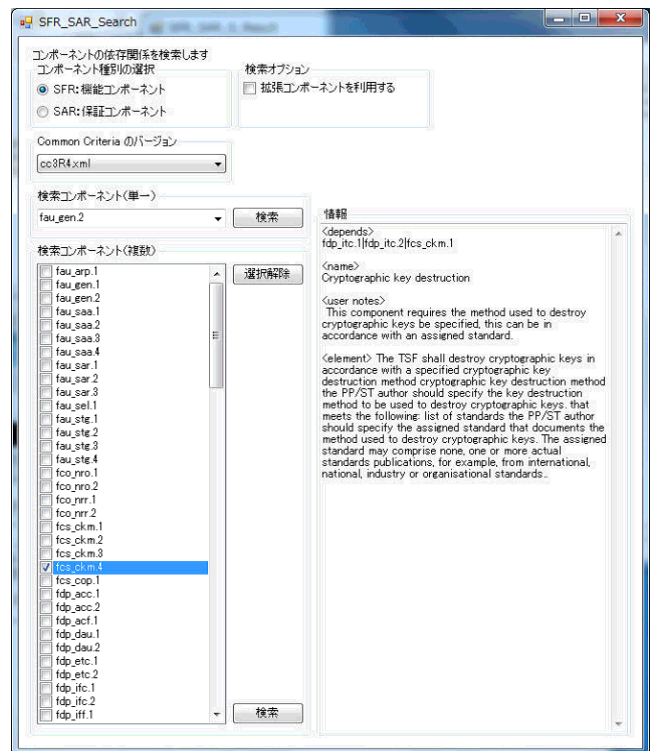 SFR_SAR_Search
コンポーネントの依存関係を検索します
コンポーネント種別の選択
SFR:機能コンポーネント
SAR:保証コンポーネント
検索オプション
拡張コンポーネントを利用する
Common Criteria のバージョン
cc3R4.xml
検索コンポーネント(単一)
fau_gen.2
検索
検索コンポーネント(複数)
fau_arp.1
fau_gen.1
fau_gen.2
fau_saa.1
fau_saa.2
fau_saa.3
fau_saa.4
fau_sar.1
fau_sar.2
fau_sar.3
fau_sel.1
fau_stg.1
fau_stg.2
fau_stg.3
fau_stg.4
fco_nro.1
fco_nro.2
fco_nrr.1
fco_nrr.2
fcs_ckm.1
fcs_ckm.2
fcs_ckm.3
fcs_ckm.4
fcs_cop.1
fdp_acc.1
fdp_acc.2
fdp_acf.1
fdp_dau.1
fdp_dau.2
fdp_etc.1
fdp_etc.2
fdp_ifc.1
fdp_ifc.2
fdp_iff.1
選択解除
検索
情報
<depends>
fdp_itc.1|fdp_itc.2|fcs_ckm.1
<name>
Cryptographic key destruction
<user notes>
This component requires the method used to destroy
cryptographic keys be specified, this can be in
accordance with an assigned standard.
<element> The TSF shall destroy cryptographic keys in
accordance with a specified cryptographic key
destruction method cryptographic key destruction method
the PP/ST author should specify the key destruction
method to be used to destroy cryptographic keys. that
meets the following: list of standards the PP/ST author
should specify the assigned standard that documents the
method used to destroy cryptographic keys. The assigned
standard may comprise none, one or more actual
standards publications, for example, from international,
national, industry or organisational standards..